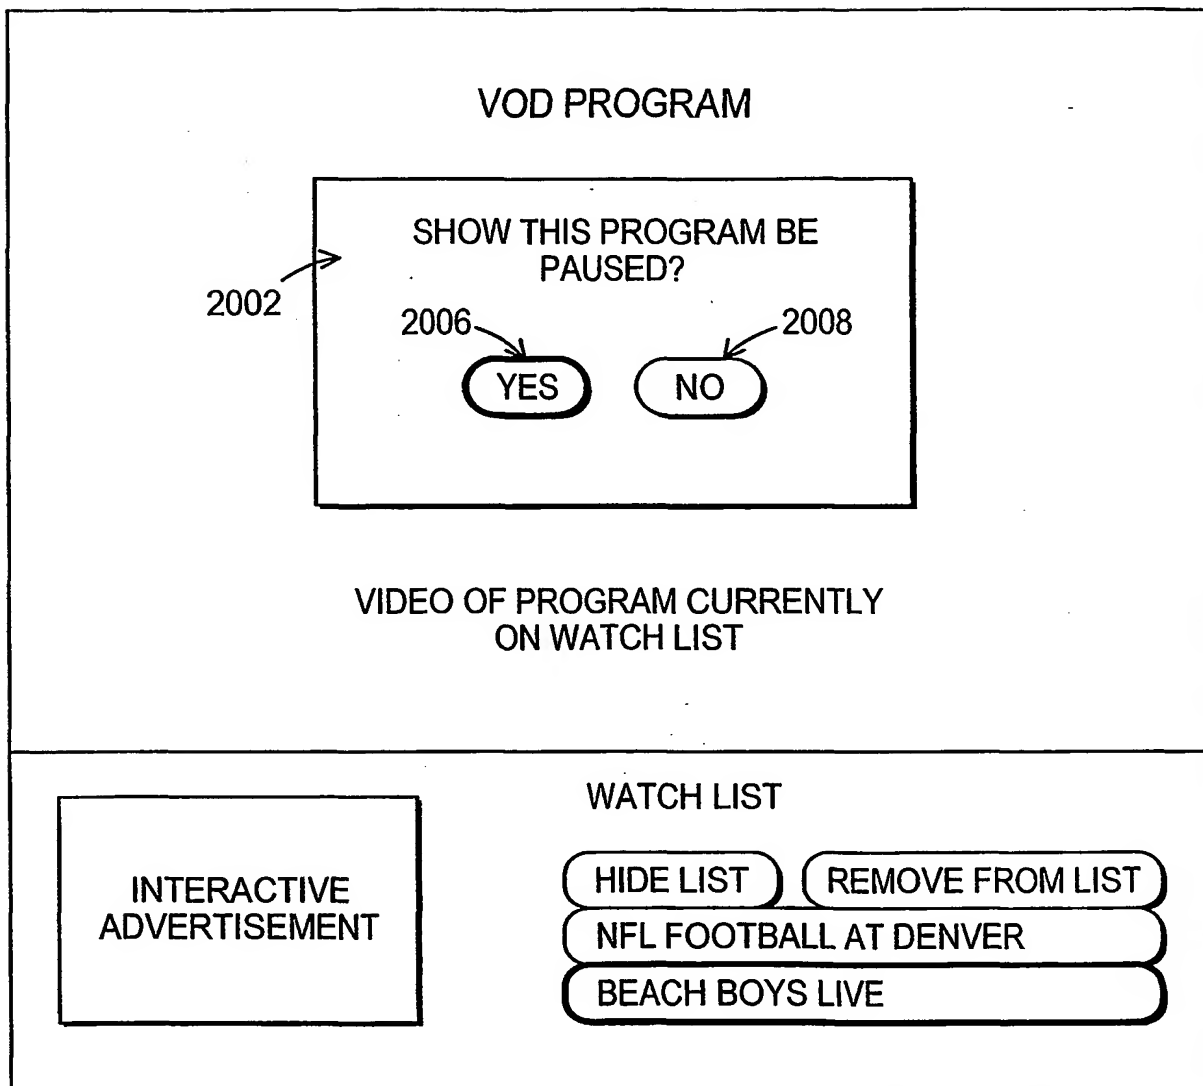 VOD PROGRAM
SHOW THIS PROGRAM BE
PAUSED?
2002
2006
2008
YES
NO
VIDEO OF PROGRAM CURRENTLY
ON WATCH LIST
INTERACTIVE
ADVERTISEMENT
WATCH LIST
HIDE LIST
REMOVE FROM LIST
NFL FOOTBALL AT DENVER
BEACH BOYS LIVE